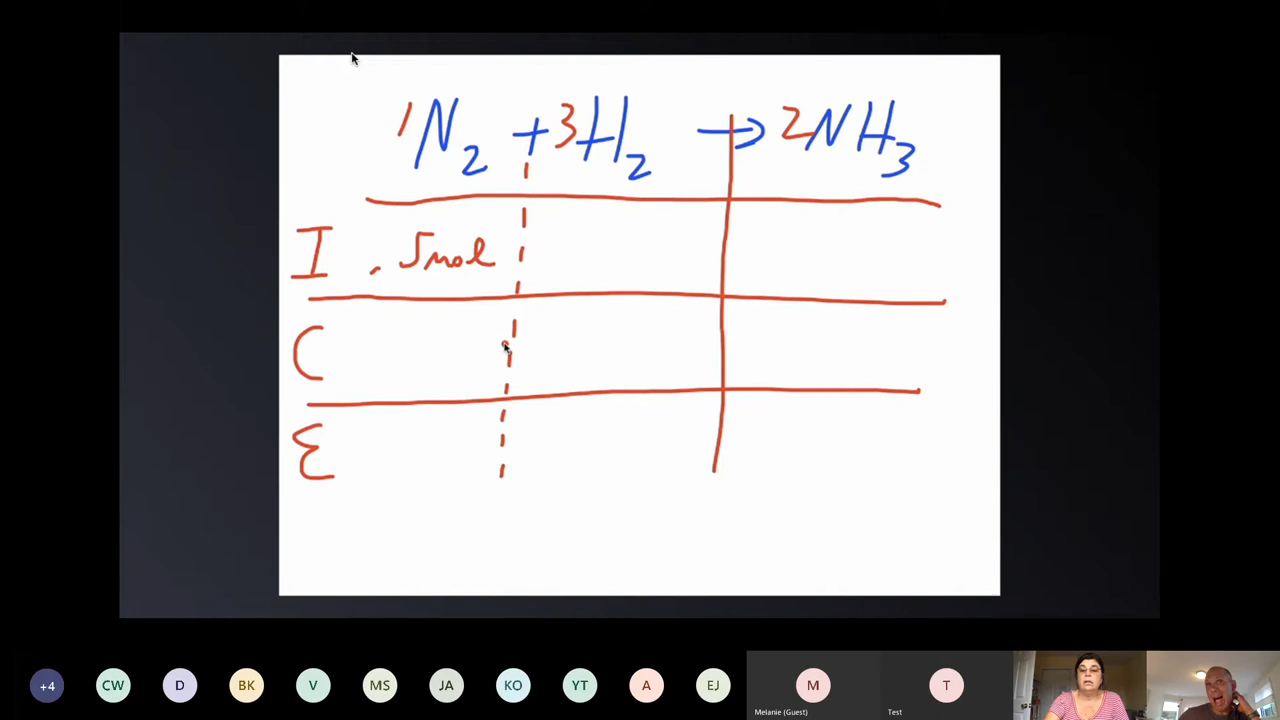 1N₂ + 3H₂ → 2NH₃
I .5mol
C
E
+4 CW D BK V MS JA KO YT A EJ M T
Melanie (Guest) Test